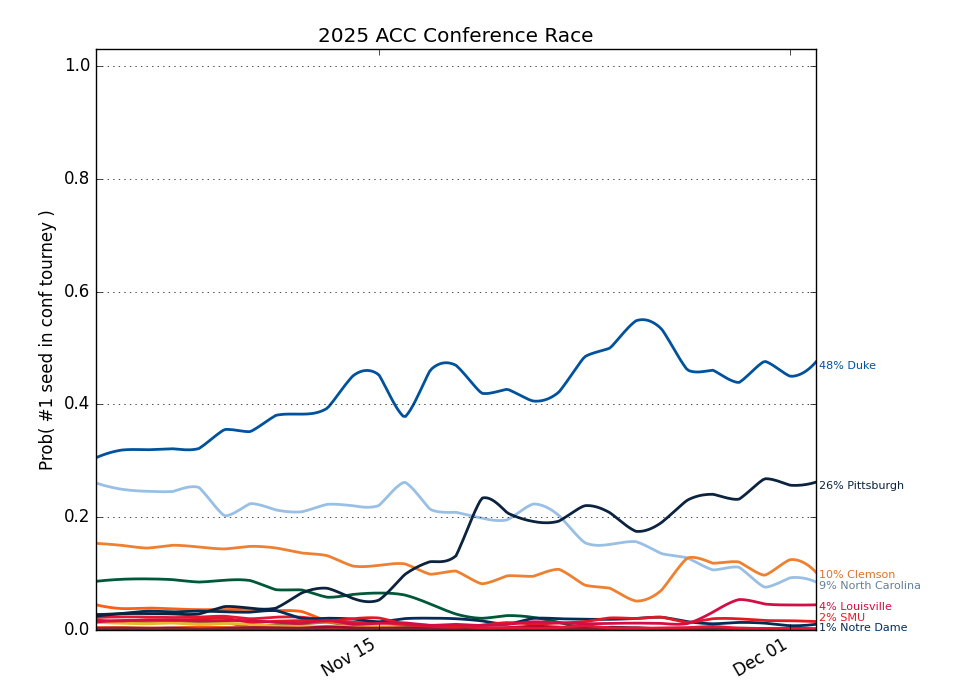 2025 ACC Conference Race
Prob( #1 seed in conf tourney )
1.0
0.8
0.6
0.4
0.2
0.0
Nov 15
Dec 01
48% Duke
26% Pittsburgh
10% Clemson
9% North Carolina
4% Louisville
2% SMU
1% Notre Dame